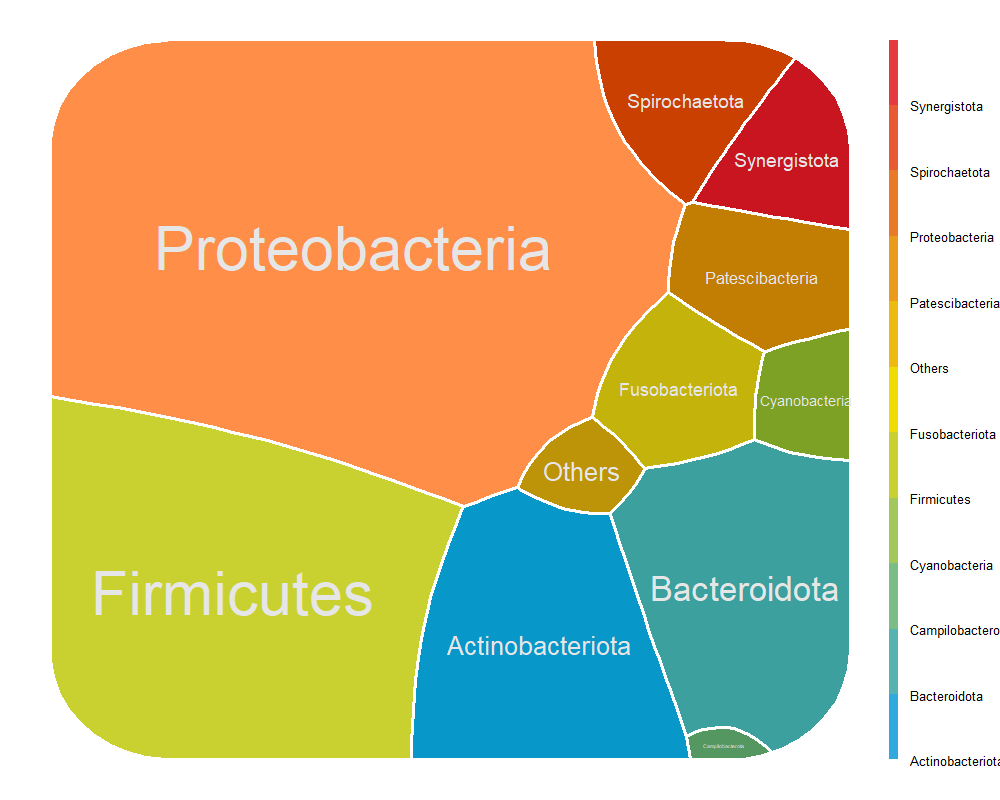 Spirochaetota
Synergistota
Proteobacteria
Patescibacteria
Fusobacteriota
Cyanobacteria
Others
Firmicutes
Bacteroidota
Actinobacteriota
Campilobacterota
Synergistota
Spirochaetota
Proteobacteria
Patescibacteria
Others
Fusobacteriota
Firmicutes
Cyanobacteria
Campilobactero
Bacteroidota
Actinobacteriota